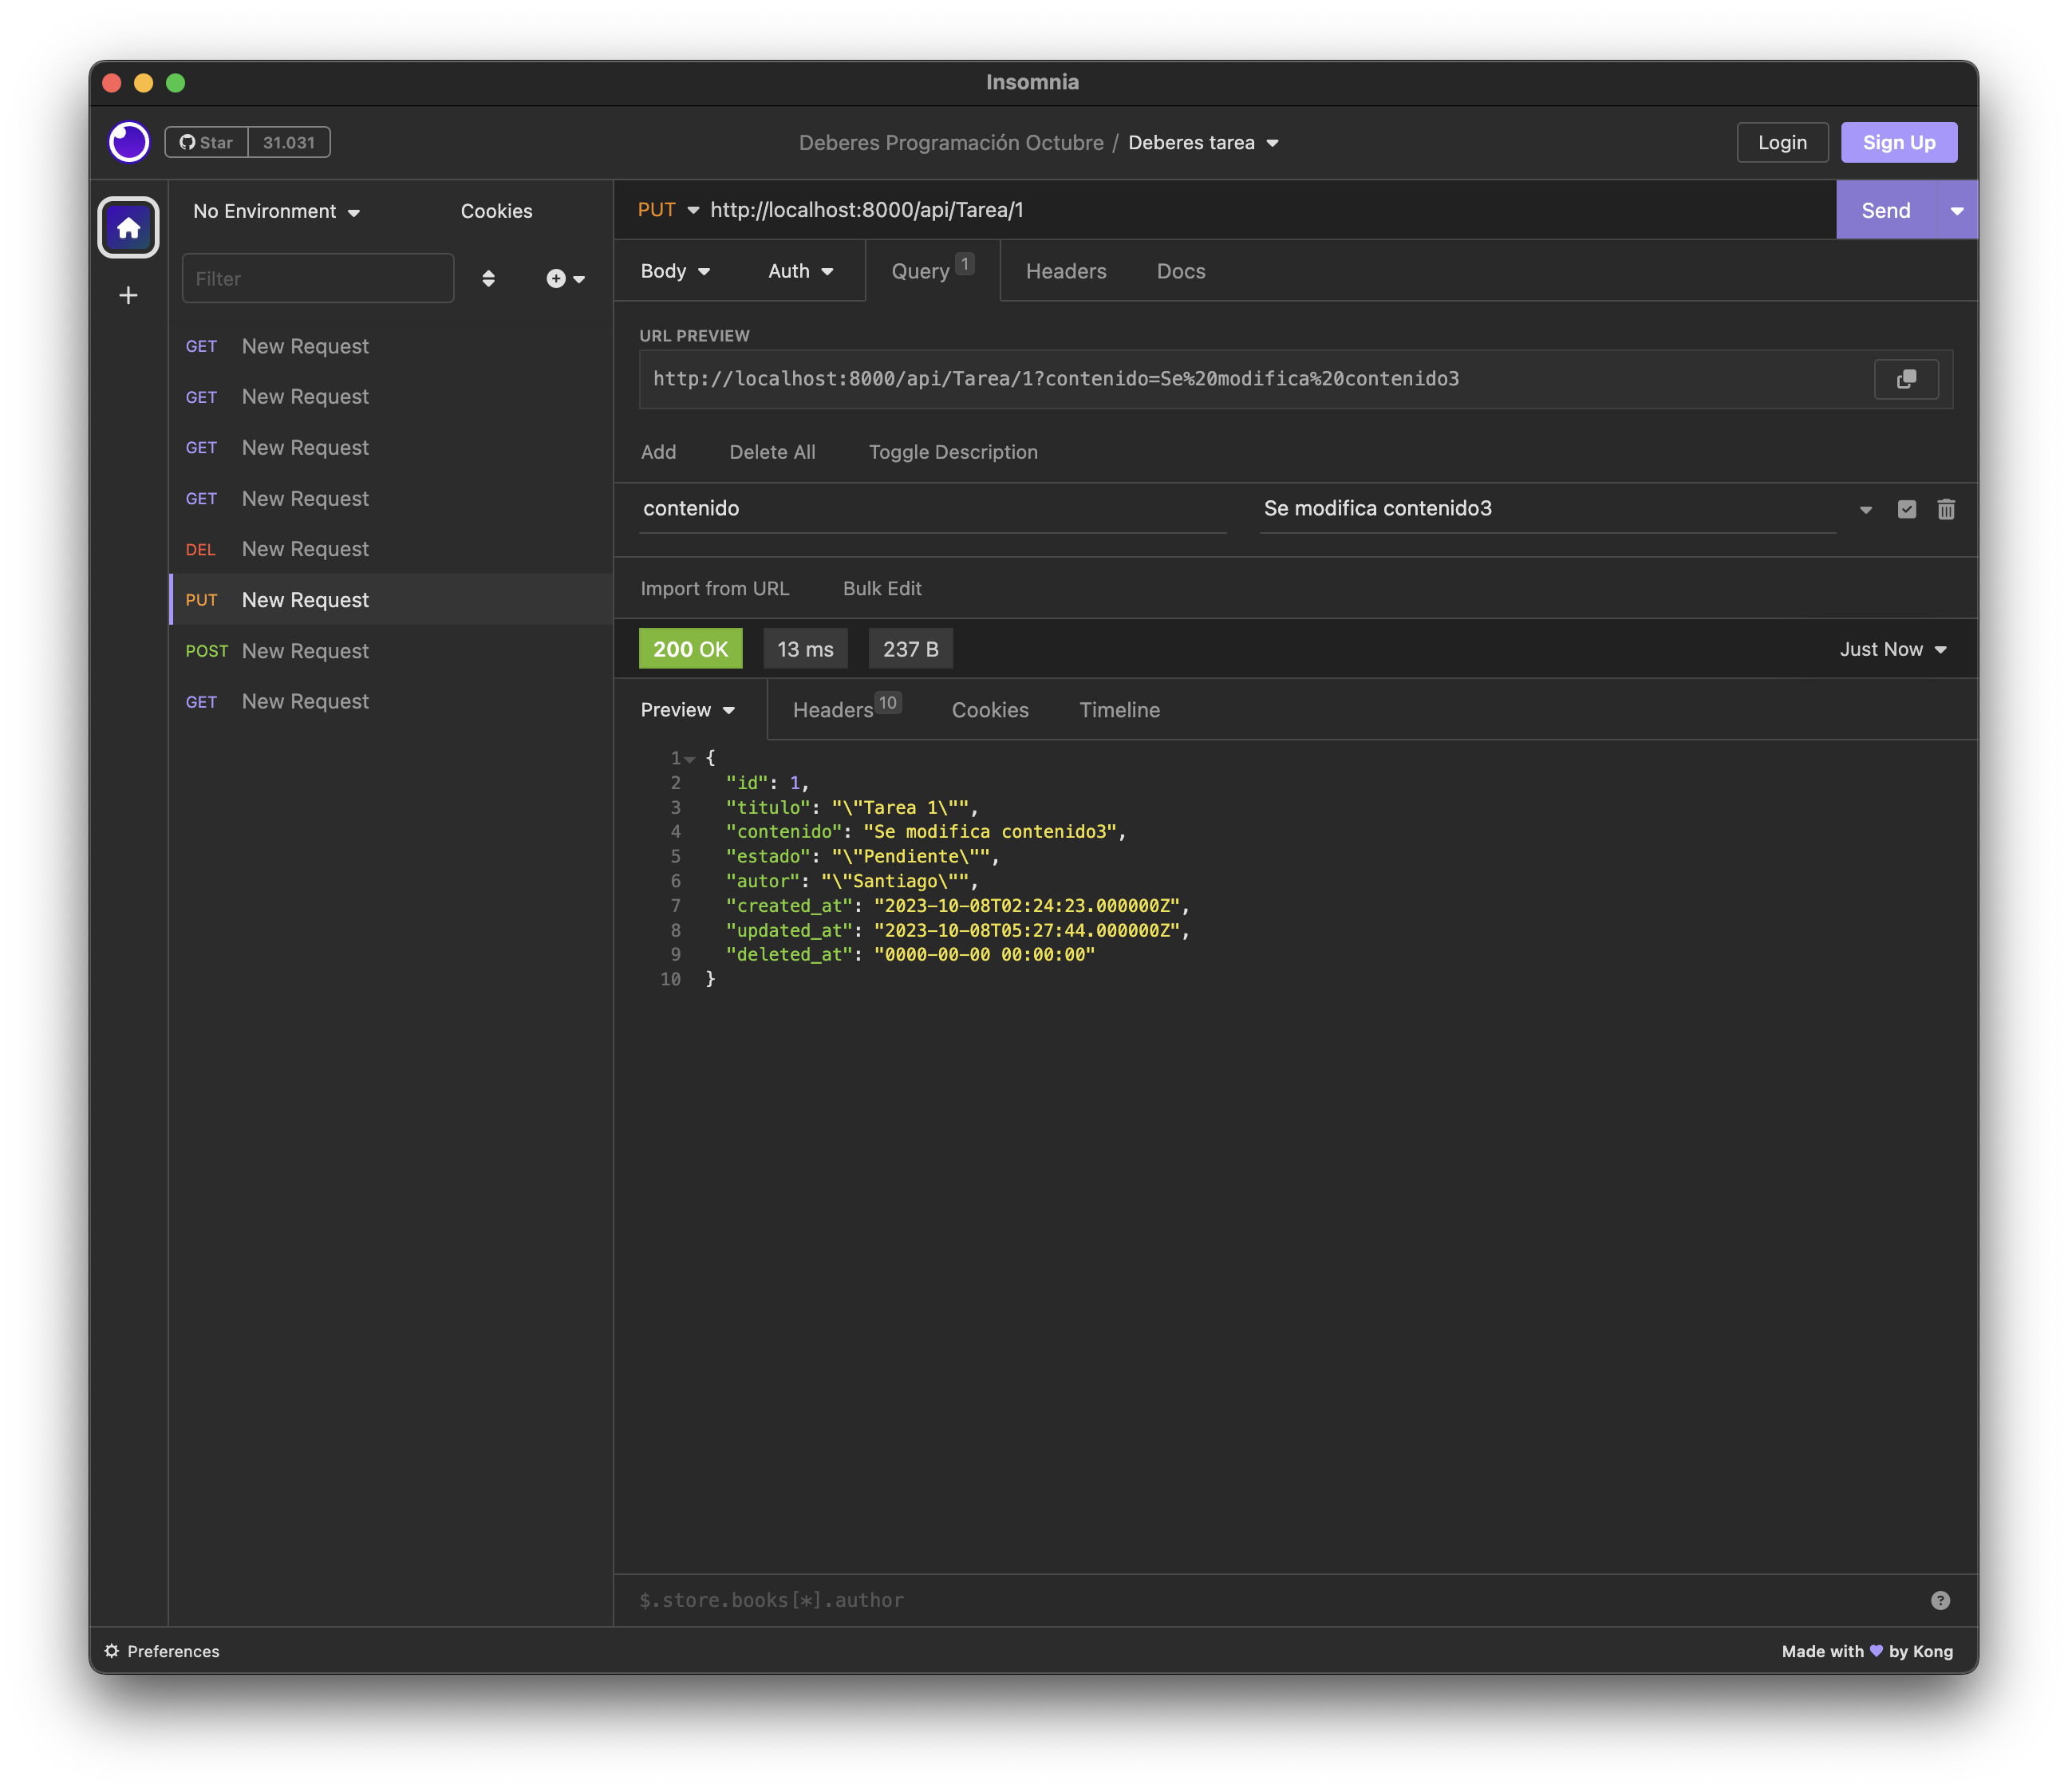 Insomnia
Star 31.031
Deberes Programación Octubre / Deberes tarea
Login
Sign Up
No Environment
Cookies
Filter
GET New Request
GET New Request
GET New Request
GET New Request
DEL New Request
PUT New Request
POST New Request
GET New Request
PUT http://localhost:8000/api/Tarea/1
Send
Body
Auth
Query 1
Headers
Docs
URL PREVIEW
http://localhost:8000/api/Tarea/1?contenido=Se%20modifica%20contenido3
Add
Delete All
Toggle Description
contenido
Se modifica contenido3
Import from URL
Bulk Edit
200 OK
13 ms
237 B
Just Now
Preview
Headers 10
Cookies
Timeline
1 {
2 "id": 1,
3 "titulo": "\"Tarea 1\"",
4 "contenido": "Se modifica contenido3",
5 "estado": "\"Pendiente\"",
6 "autor": "\"Santiago\"",
7 "created_at": "2023-10-08T02:24:23.000000Z",
8 "updated_at": "2023-10-08T05:27:44.000000Z",
9 "deleted_at": "0000-00-00 00:00:00"
10 }
$.store.books[*].author
Preferences
Made with 💜 by Kong